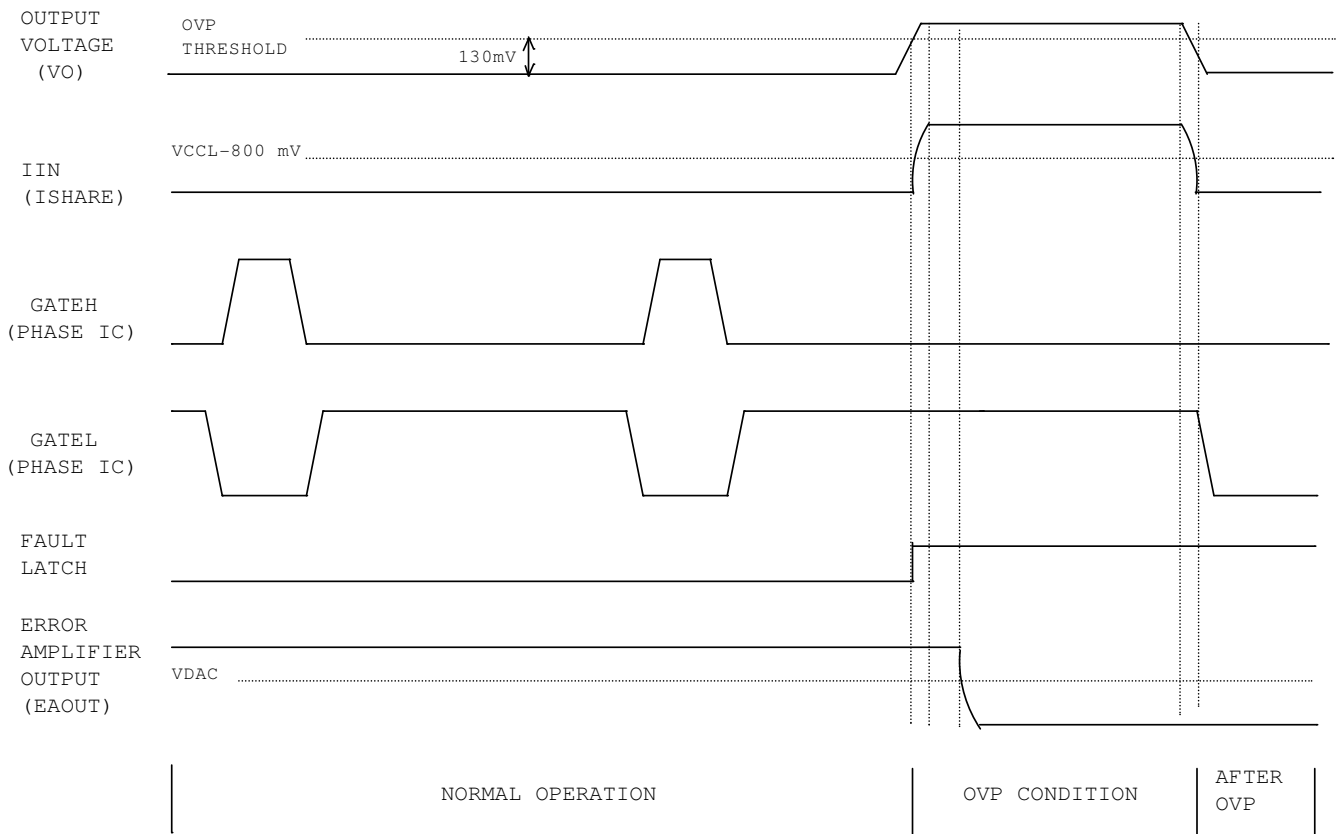 OUTPUT
VOLTAGE
(VO)
OVP
THRESHOLD
130mV
VCCL-800 mV
IIN
(ISHARE)
GATEH
(PHASE IC)
GATEL
(PHASE IC)
FAULT
LATCH
ERROR
AMPLIFIER
OUTPUT
(EAOUT)
VDAC
NORMAL OPERATION
OVP CONDITION
AFTER
OVP